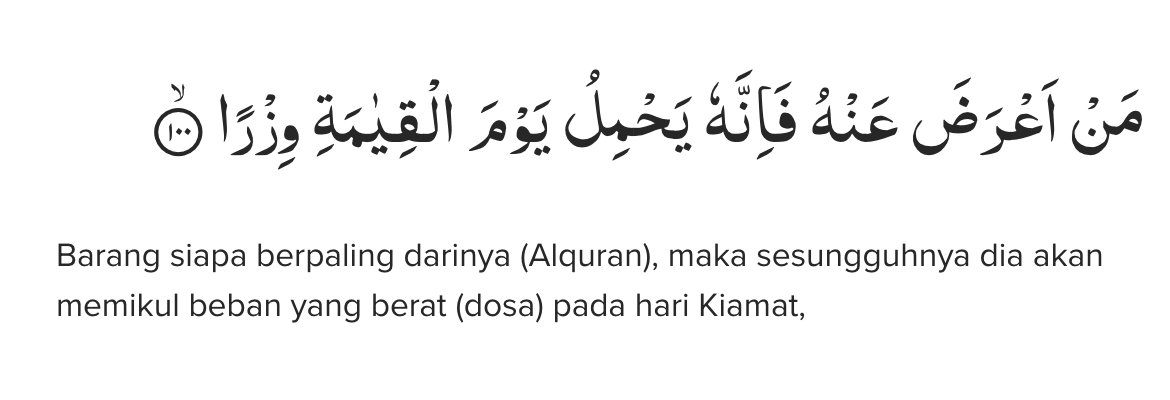 مَنْ اَعْرَضَ عَنْهُ فَاِنَّهٗ يَحْمِلُ يَوْمَ الْقِيٰمَةِ وِزْرًا ۙ ١٠٠
Barang siapa berpaling darinya (Alquran), maka sesungguhnya dia akan
memikul beban yang berat (dosa) pada hari Kiamat,